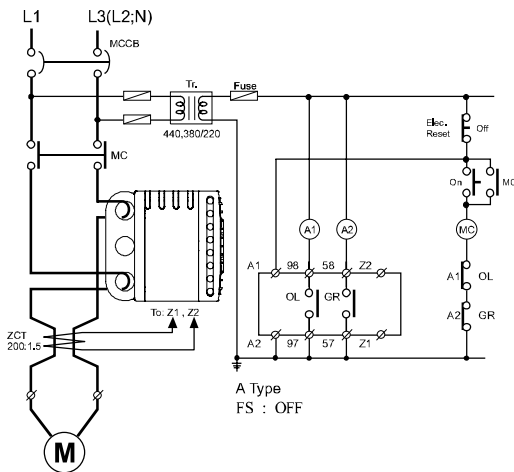 L1
L3(L2;N)
MCCB
Tr.
Fuse
440,380/220
MC
Elec.
Reset
Off
On
MC
A1
A2
MC
A1
98
58
Z2
OL
GR
A1
OL
A2
GR
A2
97
57
Z1
To: Z1 , Z2
ZCT
200:1.5
A Type
FS : OFF
M